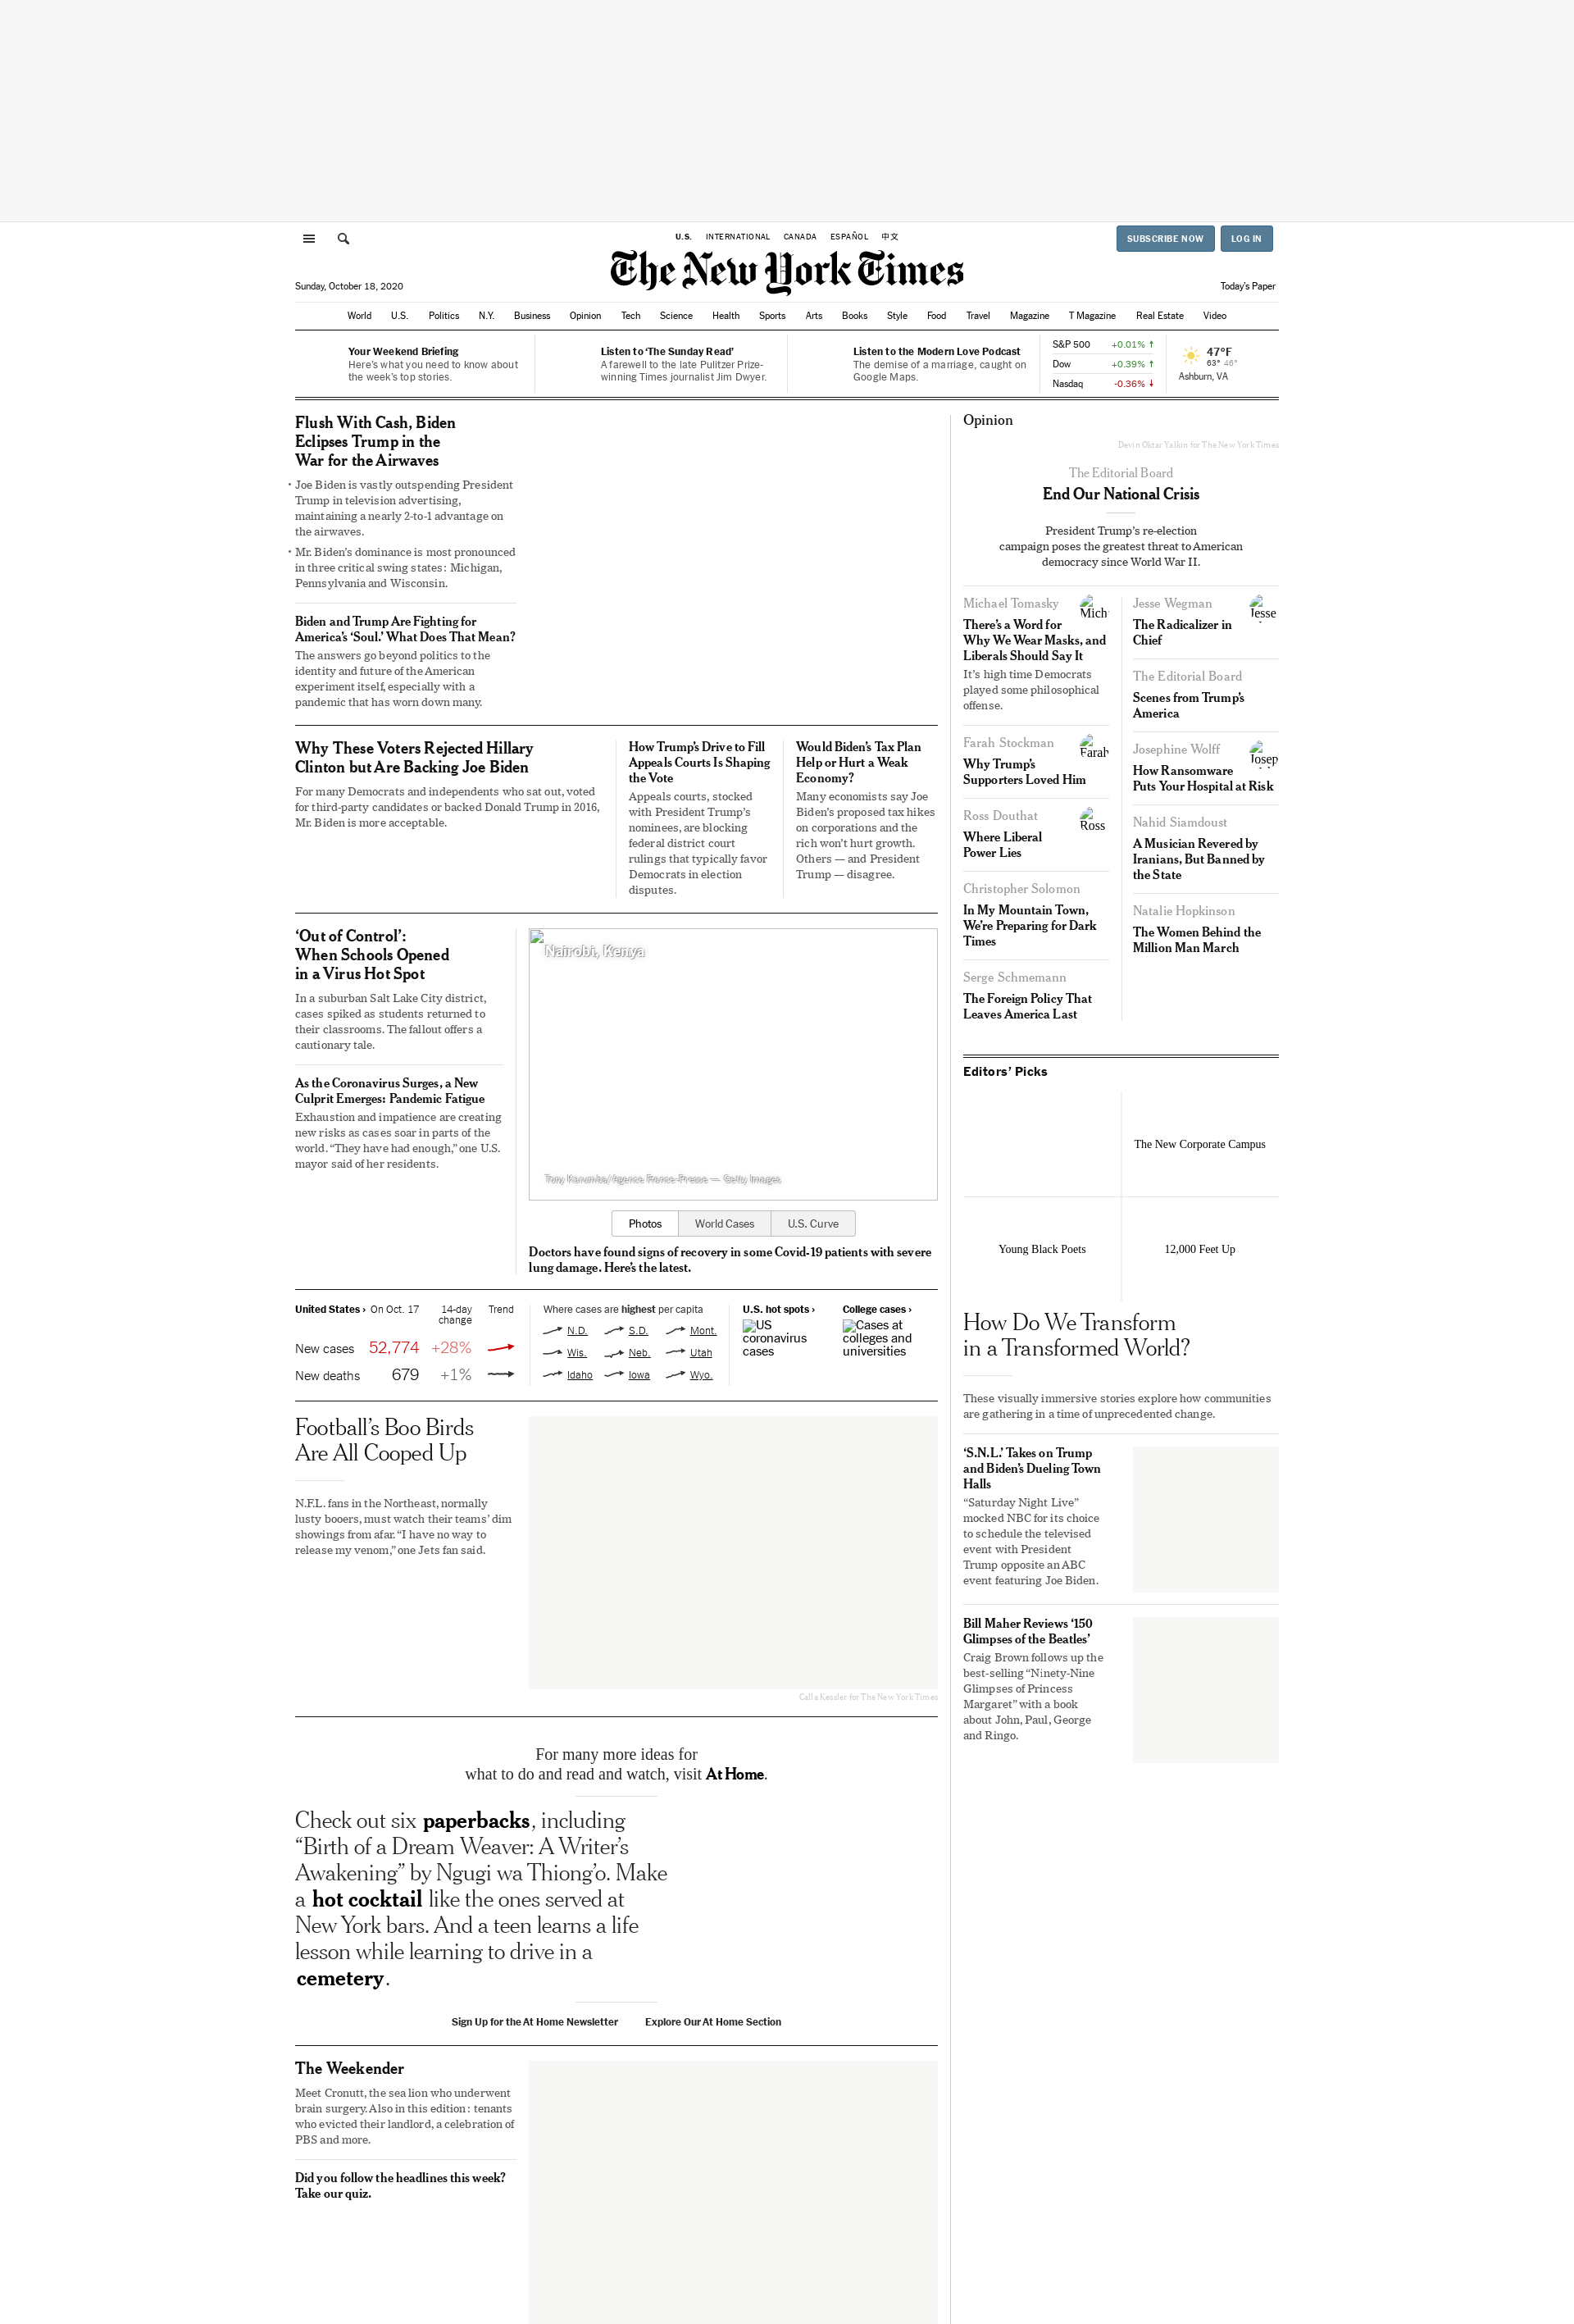 U.S. INTERNATIONAL CANADA ESPAÑOL 中文
SUBSCRIBE NOW LOG IN
The New York Times
Sunday, October 18, 2020
Today's Paper
World U.S. Politics N.Y. Business Opinion Tech Science Health Sports Arts Books Style Food Travel Magazine T Magazine Real Estate Video
Your Weekend Briefing
Here's what you need to know about
the week's top stories.
Listen to ‘The Sunday Read’
A farewell to the late Pulitzer Prize-
winning Times journalist Jim Dwyer.
Listen to the Modern Love Podcast
The demise of a marriage, caught on
Google Maps.
S&P 500 +0.01% ↑
Dow +0.39% ↑
Nasdaq -0.36% ↓
47°F
63° 46°
Ashburn, VA
Flush With Cash, Biden
Eclipses Trump in the
War for the Airwaves
• Joe Biden is vastly outspending President
Trump in television advertising,
maintaining a nearly 2-to-1 advantage on
the airwaves.
• Mr. Biden’s dominance is most pronounced
in three critical swing states: Michigan,
Pennsylvania and Wisconsin.
Biden and Trump Are Fighting for
America’s ‘Soul.’ What Does That Mean?
The answers go beyond politics to the
identity and future of the American
experiment itself, especially with a
pandemic that has worn down many.
Why These Voters Rejected Hillary
Clinton but Are Backing Joe Biden
For many Democrats and independents who sat out, voted
for third-party candidates or backed Donald Trump in 2016,
Mr. Biden is more acceptable.
How Trump’s Drive to Fill
Appeals Courts Is Shaping
the Vote
Appeals courts, stocked
with President Trump’s
nominees, are blocking
federal district court
rulings that typically favor
Democrats in election
disputes.
Would Biden’s Tax Plan
Help or Hurt a Weak
Economy?
Many economists say Joe
Biden’s proposed tax hikes
on corporations and the
rich won’t hurt growth.
Others — and President
Trump — disagree.
‘Out of Control’:
When Schools Opened
in a Virus Hot Spot
In a suburban Salt Lake City district,
cases spiked as students returned to
their classrooms. The fallout offers a
cautionary tale.
As the Coronavirus Surges, a New
Culprit Emerges: Pandemic Fatigue
Exhaustion and impatience are creating
new risks as cases soar in parts of the
world. “They have had enough,” one U.S.
mayor said of her residents.
Nairobi, Kenya
Tony Karumba/Agence France-Presse — Getty Images
Photos World Cases U.S. Curve
Doctors have found signs of recovery in some Covid-19 patients with severe
lung damage. Here’s the latest.
United States › On Oct. 17 14-day
change Trend
New cases 52,774 +28%
New deaths 679 +1%
Where cases are highest per capita
N.D. S.D. Mont.
Wis. Neb. Utah
Idaho Iowa Wyo.
U.S. hot spots ›
US
coronavirus
cases
College cases ›
Cases at
colleges and
universities
Football’s Boo Birds
Are All Cooped Up
N.F.L. fans in the Northeast, normally
lusty booers, must watch their teams’ dim
showings from afar. “I have no way to
release my venom,” one Jets fan said.
Calla Kessler for The New York Times
For many more ideas for
what to do and read and watch, visit At Home.
Check out six paperbacks, including
“Birth of a Dream Weaver: A Writer’s
Awakening” by Ngugi wa Thiong’o. Make
a hot cocktail like the ones served at
New York bars. And a teen learns a life
lesson while learning to drive in a
cemetery.
Sign Up for the At Home Newsletter Explore Our At Home Section
The Weekender
Meet Cronutt, the sea lion who underwent
brain surgery. Also in this edition: tenants
who evicted their landlord, a celebration of
PBS and more.
Did you follow the headlines this week?
Take our quiz.
Opinion
Devin Oktar Yalkin for The New York Times
The Editorial Board
End Our National Crisis
President Trump’s re-election
campaign poses the greatest threat to American
democracy since World War II.
Michael Tomasky
Mich
There’s a Word for
Why We Wear Masks, and
Liberals Should Say It
It’s high time Democrats
played some philosophical
offense.
Farah Stockman
Farah
Why Trump’s
Supporters Loved Him
Ross Douthat
Ross
Where Liberal
Power Lies
Christopher Solomon
In My Mountain Town,
We’re Preparing for Dark
Times
Serge Schmemann
The Foreign Policy That
Leaves America Last
Jesse Wegman
Jesse
The Radicalizer in
Chief
The Editorial Board
Scenes from Trump’s
America
Josephine Wolff
Josep
How Ransomware
Puts Your Hospital at Risk
Nahid Siamdoust
A Musician Revered by
Iranians, But Banned by
the State
Natalie Hopkinson
The Women Behind the
Million Man March
Editors’ Picks
The New Corporate Campus
Young Black Poets
12,000 Feet Up
How Do We Transform
in a Transformed World?
These visually immersive stories explore how communities
are gathering in a time of unprecedented change.
‘S.N.L.’ Takes on Trump
and Biden’s Dueling Town
Halls
“Saturday Night Live”
mocked NBC for its choice
to schedule the televised
event with President
Trump opposite an ABC
event featuring Joe Biden.
Bill Maher Reviews ‘150
Glimpses of the Beatles’
Craig Brown follows up the
best-selling “Ninety-Nine
Glimpses of Princess
Margaret” with a book
about John, Paul, George
and Ringo.